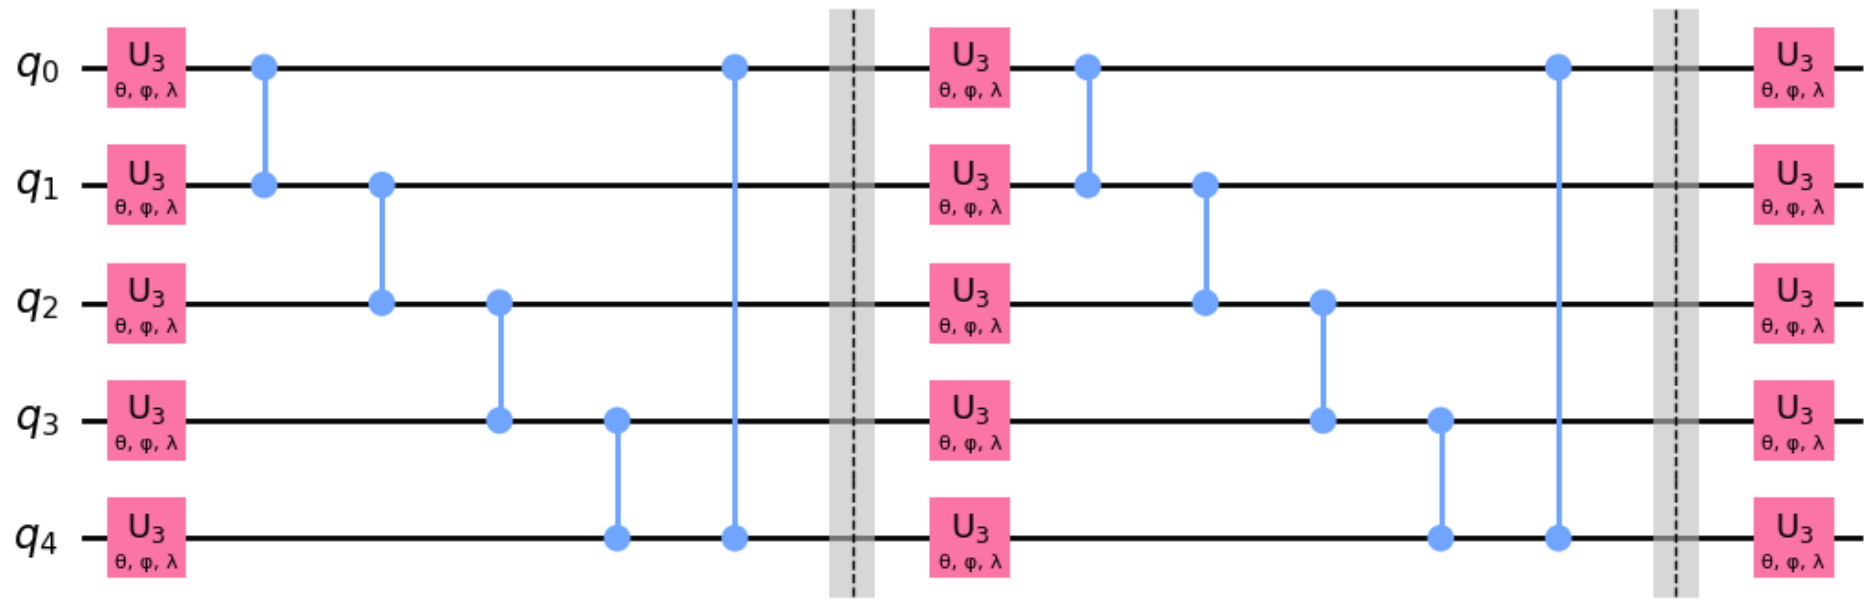 q0 U3 U3 U3
θ, φ, λ θ, φ, λ θ, φ, λ
q1 U3 U3 U3
θ, φ, λ θ, φ, λ θ, φ, λ
q2 U3 U3 U3
θ, φ, λ θ, φ, λ θ, φ, λ
q3 U3 U3 U3
θ, φ, λ θ, φ, λ θ, φ, λ
q4 U3 U3 U3
θ, φ, λ θ, φ, λ θ, φ, λ